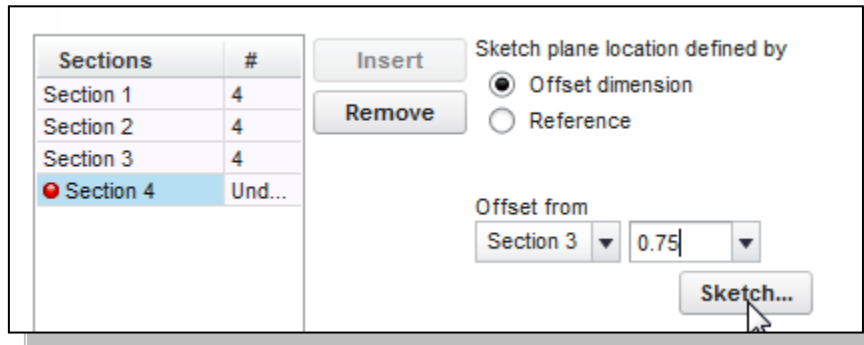 Sections #
Section 1 4
Section 2 4
Section 3 4
Section 4 Und...
Insert
Remove
Sketch plane location defined by
Offset dimension
Reference
Offset from
Section 3 0.75
Sketch...